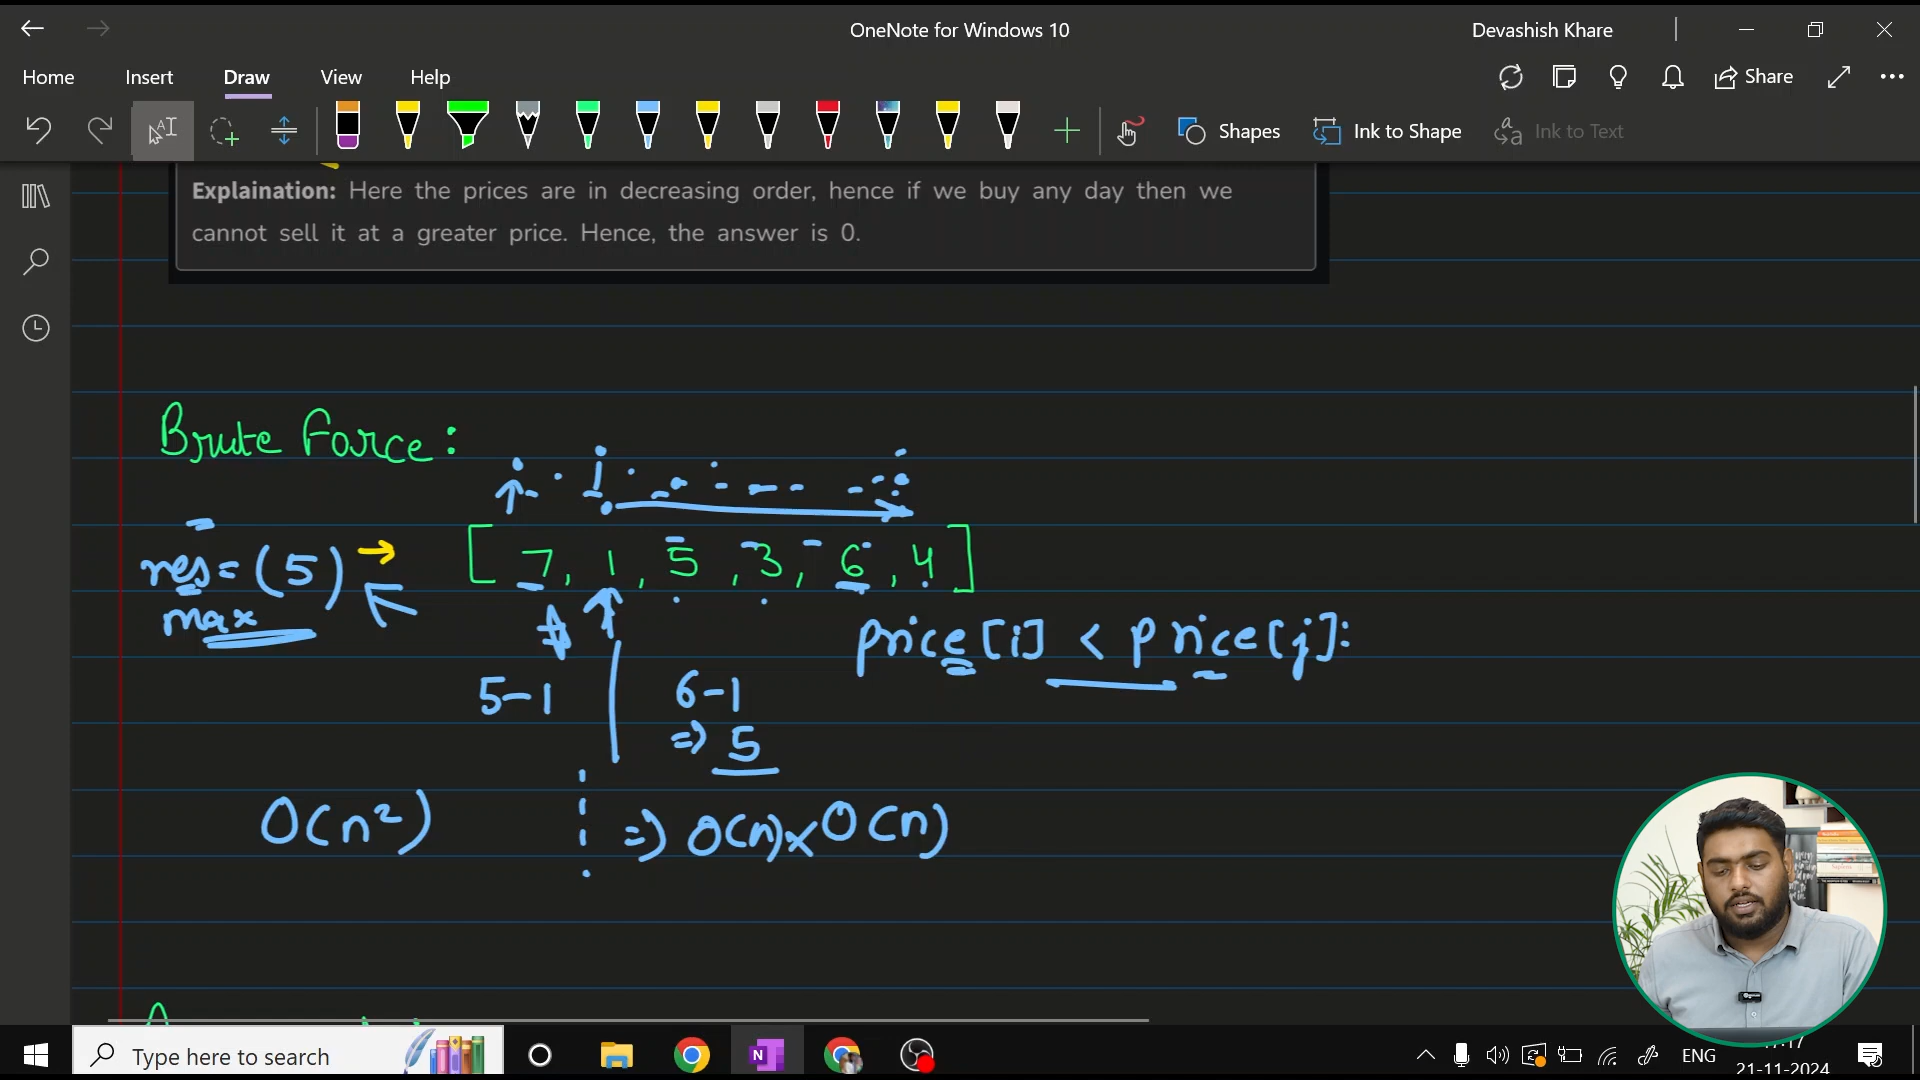 OneNote for Windows 10
Devashish Khare
Home Insert Draw View Help
Share
Shapes
Ink to Shape
Ink to Text
Explaination: Here the prices are in decreasing order, hence if we buy any day then we
cannot sell it at a greater price. Hence, the answer is 0.
Brute Force:
i j
res = (5) → [7, 1, 5, 3, 6, 4]
max
price[i] < price[j]:
5-1 6-1
=> 5
O(n²) => O(n) x O(n)
Type here to search
N
ENG
17:17
21-11-2024